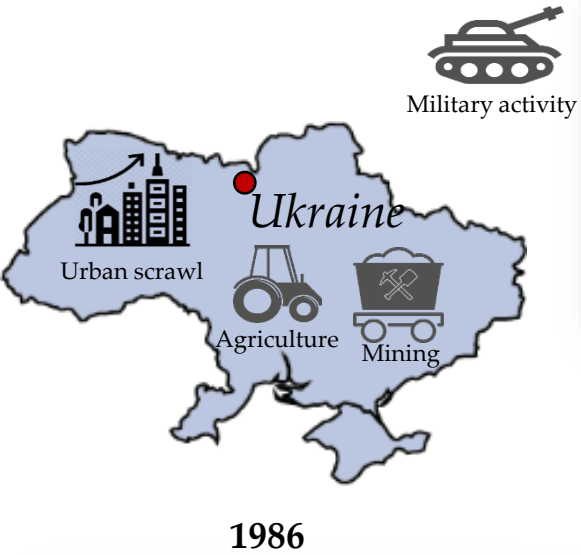 Military activity
Ukraine
Urban scrawl
Agriculture
Mining
1986